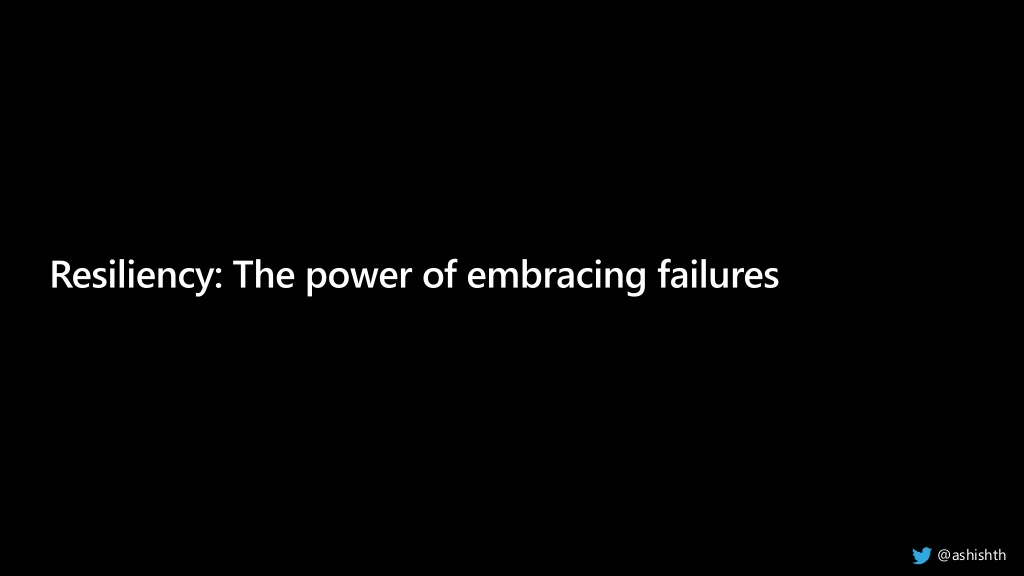 Resiliency: The power of embracing failures
@ashishth